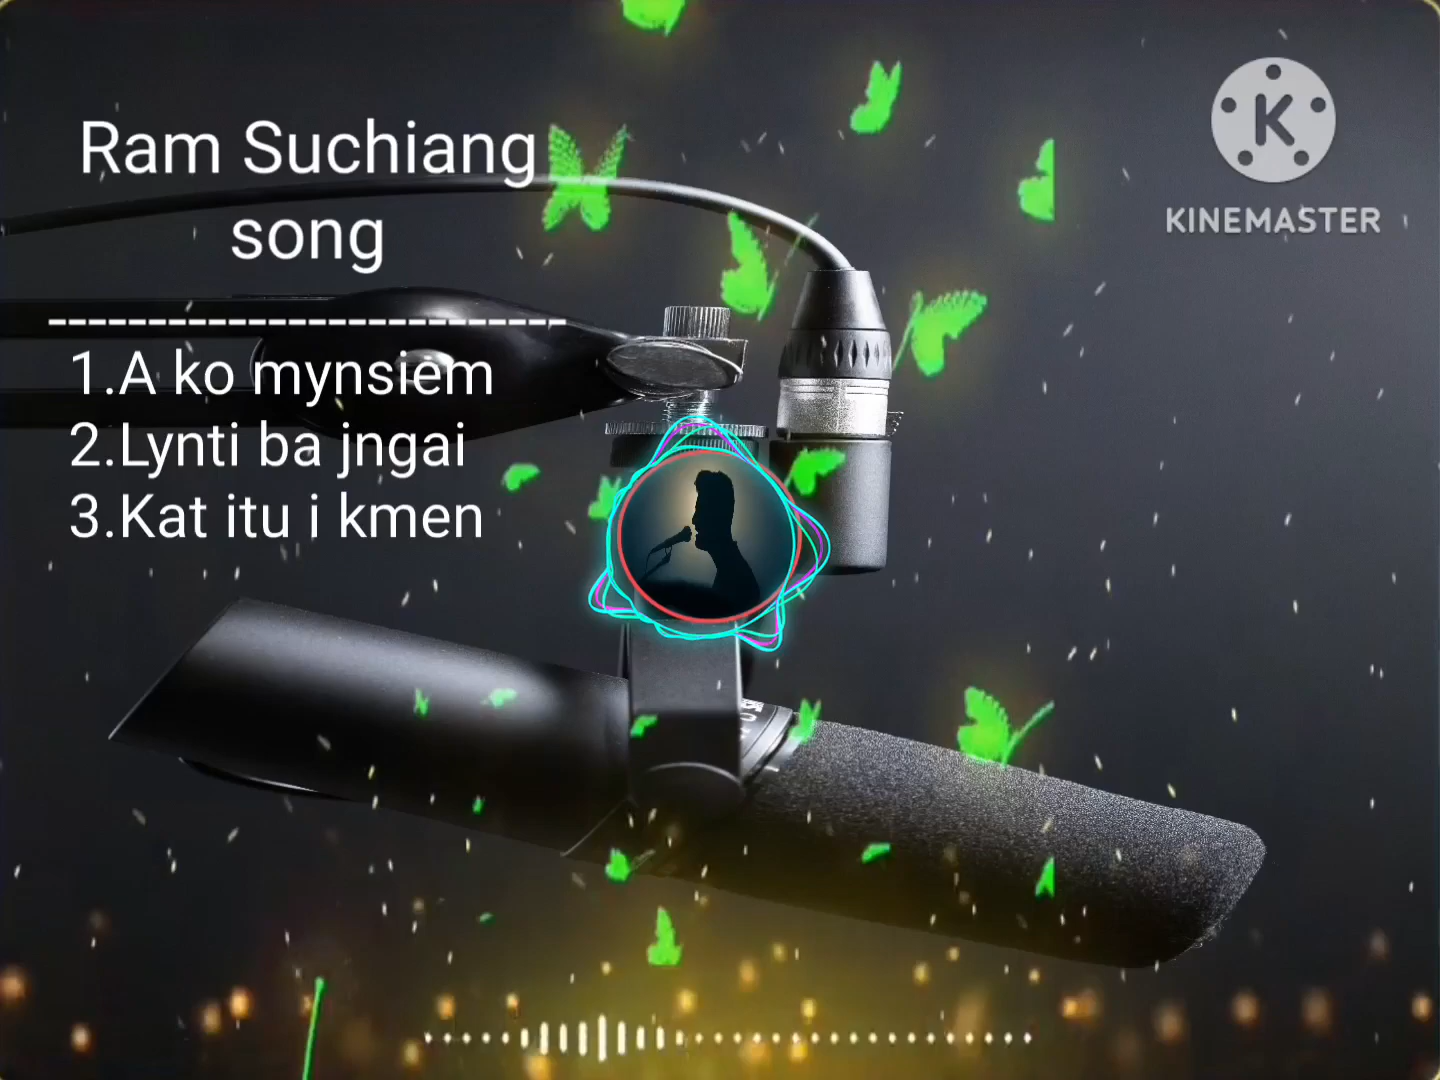 Ram Suchiang
song
--------------------------
1.A ko mynsiem
2.Lynti ba jngai
3.Kat itu i kmen
K
KINEMASTER